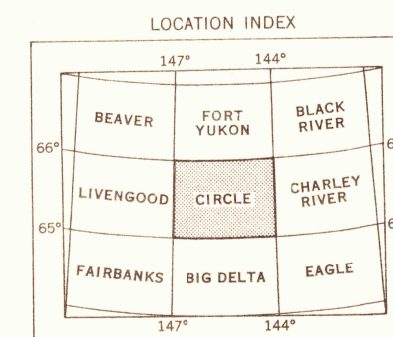 LOCATION INDEX
147° 144°
BEAVER
FORT
YUKON
BLACK
RIVER
66°
LIVENGOOD
CIRCLE
CHARLEY
RIVER
65°
FAIRBANKS
BIG DELTA
EAGLE
147° 144°